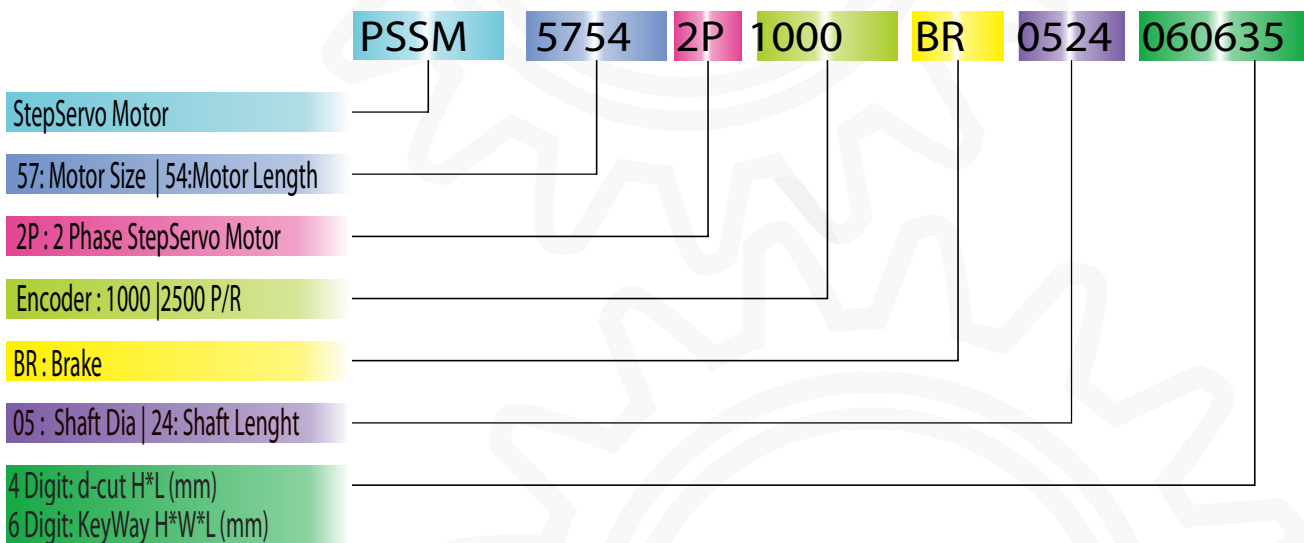 PSSM 5754 2P 1000 BR 0524 060635
StepServo Motor
57: Motor Size | 54:Motor Length
2P : 2 Phase StepServo Motor
Encoder : 1000 |2500 P/R
BR : Brake
05 : Shaft Dia | 24: Shaft Lenght
4 Digit: d-cut H*L (mm)
6 Digit: KeyWay H*W*L (mm)